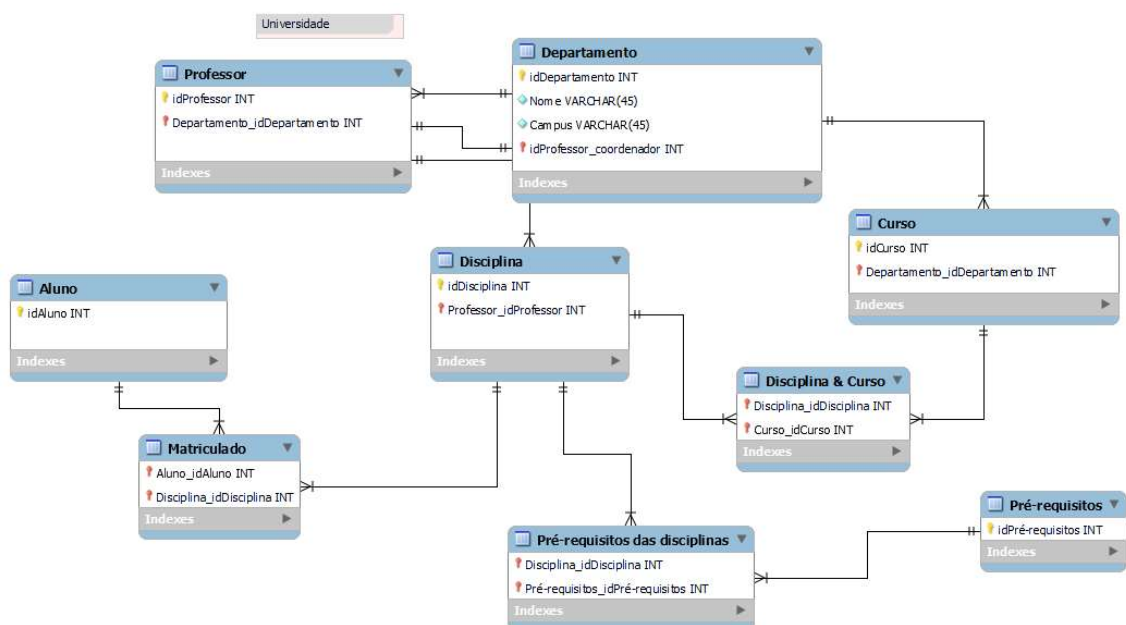 Universidade
Professor
idProfessor INT
Departamento_idDepartamento INT
Indexes
Departamento
idDepartamento INT
Nome VARCHAR(45)
Campus VARCHAR(45)
idProfessor_coordenador INT
Indexes
Curso
idCurso INT
Departamento_idDepartamento INT
Indexes
Disciplina
idDisciplina INT
Professor_idProfessor INT
Indexes
Aluno
idAluno INT
Indexes
Disciplina & Curso
Disciplina_idDisciplina INT
Curso_idCurso INT
Indexes
Matriculado
Aluno_idAluno INT
Disciplina_idDisciplina INT
Indexes
Pré-requisitos das disciplinas
Disciplina_idDisciplina INT
Pré-requisitos_idPré-requisitos INT
Indexes
Pré-requisitos
idPré-requisitos INT
Indexes